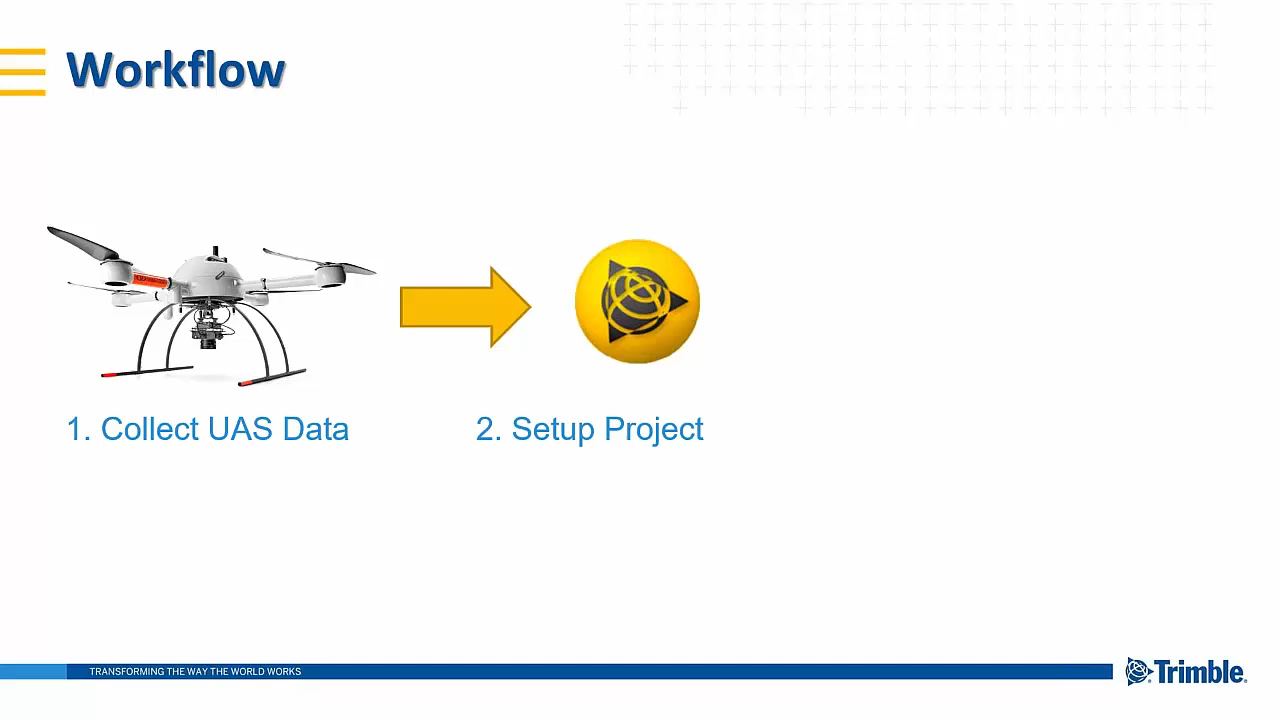 Workflow
1. Collect UAS Data
2. Setup Project
TRANSFORMING THE WAY THE WORLD WORKS
Trimble